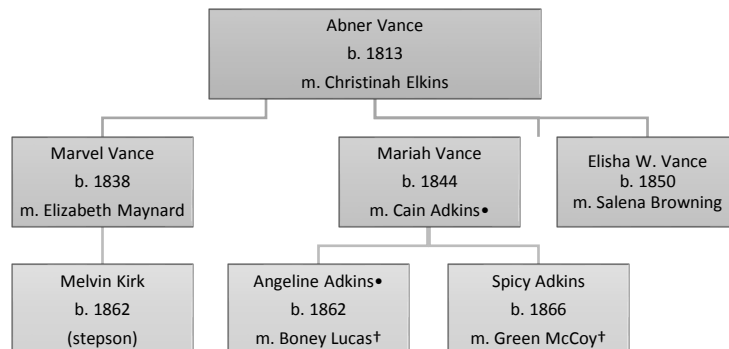 Abner Vance
b. 1813
m. Christinah Elkins
Marvel Vance
b. 1838
m. Elizabeth Maynard
Mariah Vance
b. 1844
m. Cain Adkins•
Elisha W. Vance
b. 1850
m. Salena Browning
Melvin Kirk
b. 1862
(stepson)
Angeline Adkins•
b. 1862
m. Boney Lucas†
Spicy Adkins
b. 1866
m. Green McCoy†